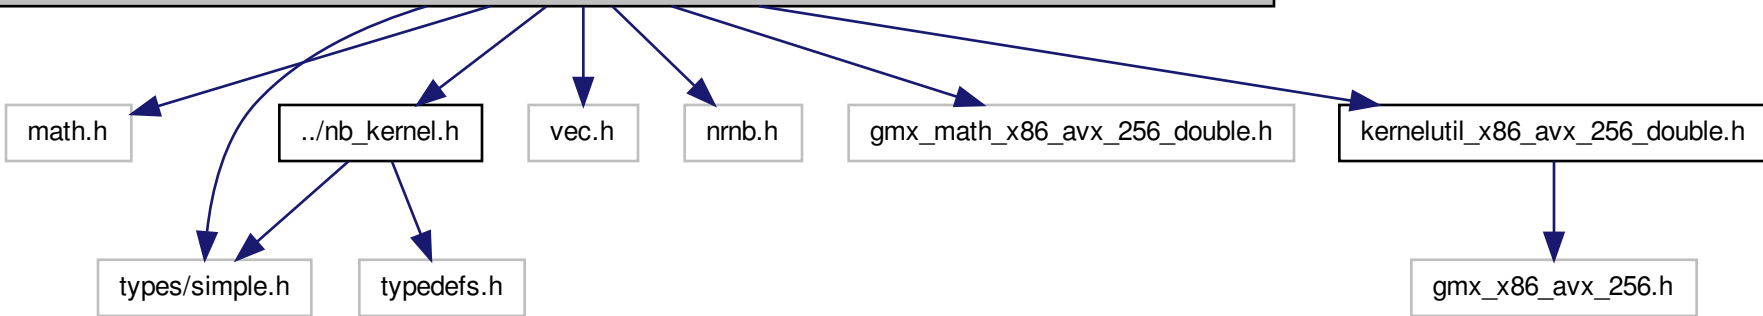 math.h
../nb_kernel.h
vec.h
nrnb.h
gmx_math_x86_avx_256_double.h
kernelutil_x86_avx_256_double.h
types/simple.h
typedefs.h
gmx_x86_avx_256.h